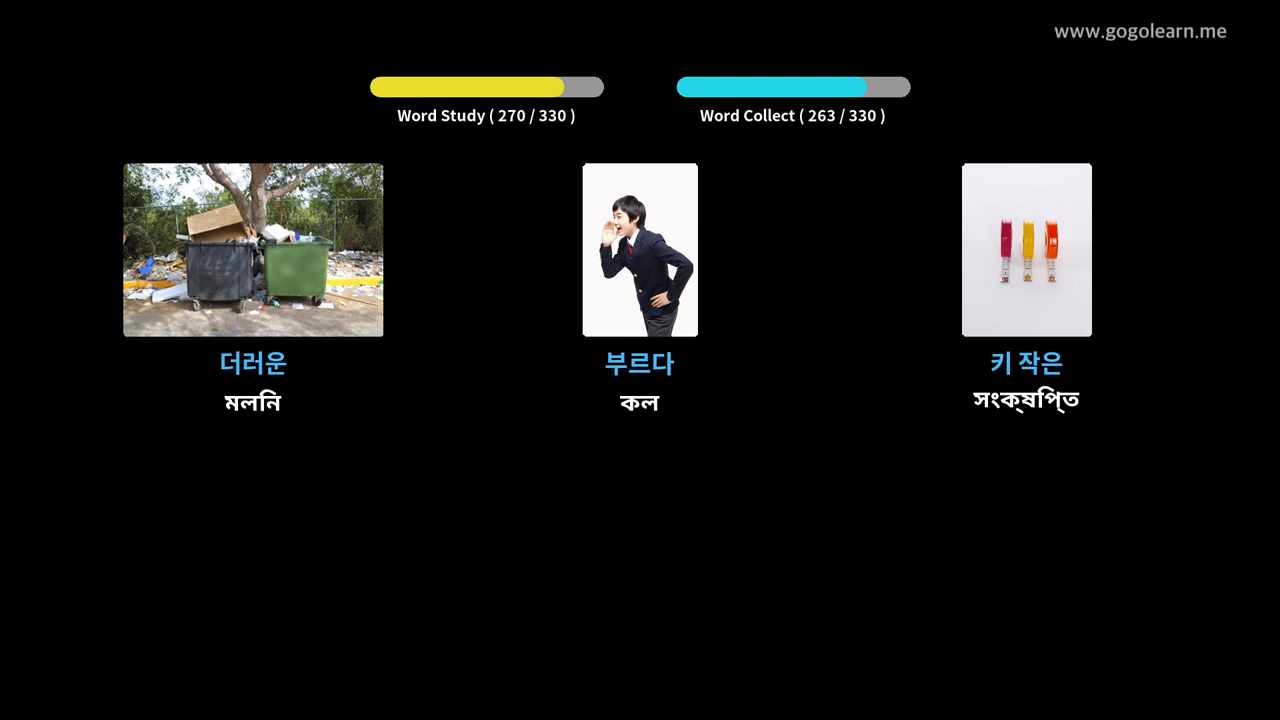 www.gogolearn.me
Word Study ( 270 / 330 )
Word Collect ( 263 / 330 )
더러운
부르다
키 작은
মলনি
কল
সংক্‌ষপি্ত